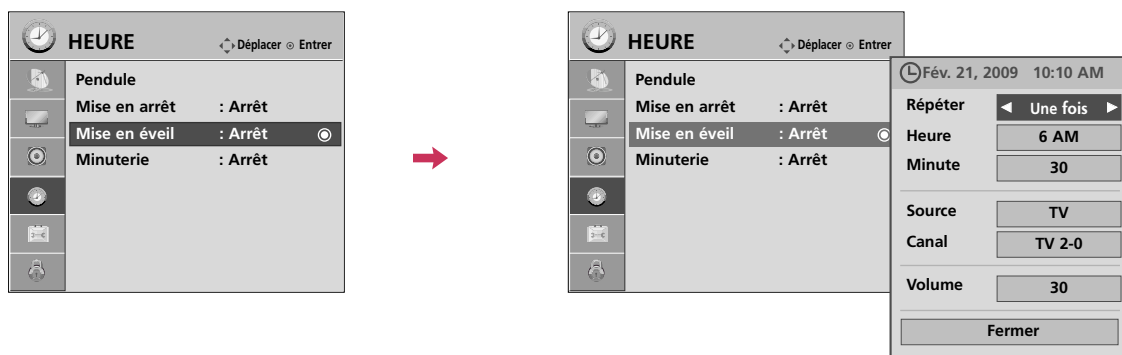 HEURE Déplacer Entrer
Pendule
Mise en arrêt : Arrêt
Mise en éveil : Arrêt
Minuterie : Arrêt
HEURE Déplacer Entrer
Pendule
Mise en arrêt : Arrêt
Mise en éveil : Arrêt
Minuterie : Arrêt
Fév. 21, 2009 10:10 AM
Répéter ◀ Une fois ▶
Heure 6 AM
Minute 30
Source TV
Canal TV 2-0
Volume 30
Fermer